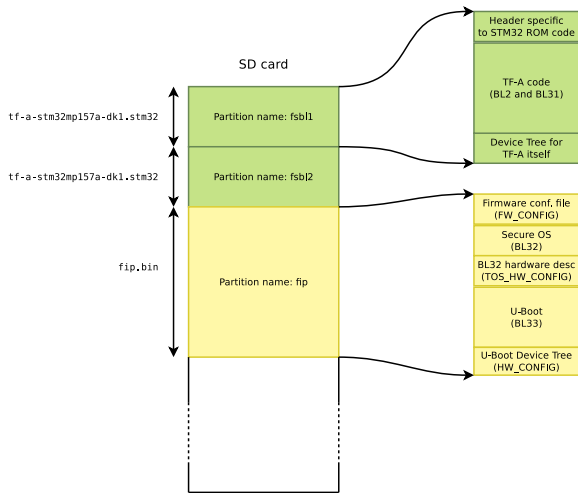 SD card
tf-a-stm32mp157a-dk1.stm32
Partition name: fsbl1
tf-a-stm32mp157a-dk1.stm32
Partition name: fsbl2
fip.bin
Partition name: fip
Header specific
to STM32 ROM code
TF-A code
(BL2 and BL31)
Device Tree for
TF-A itself
Firmware conf. file
(FW_CONFIG)
Secure OS
(BL32)
BL32 hardware desc
(TOS_HW_CONFIG)
U-Boot
(BL33)
U-Boot Device Tree
(HW_CONFIG)